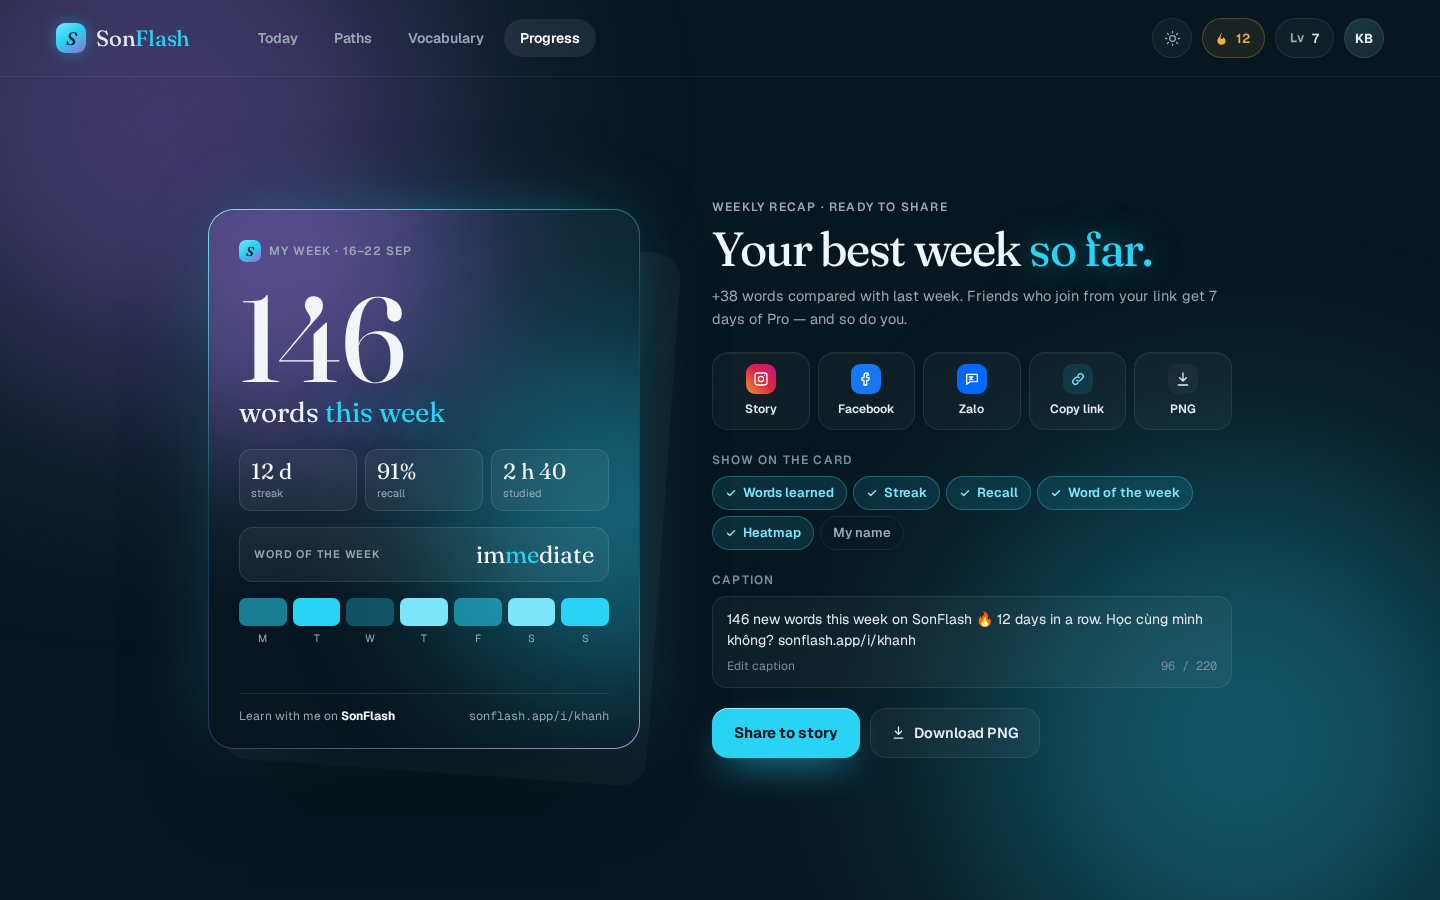 S SonFlash
Today Paths Vocabulary Progress
12
Lv 7
KB
S MY WEEK · 16–22 SEP
146
words this week
12 d
streak
91%
recall
2 h 40
studied
WORD OF THE WEEK
immediate
M T W T F S S
Learn with me on SonFlash
sonflash.app/i/khanh
WEEKLY RECAP · READY TO SHARE
Your best week so far.
+38 words compared with last week. Friends who join from your link get 7
days of Pro — and so do you.
Story Facebook Zalo Copy link PNG
SHOW ON THE CARD
Words learned Streak Recall Word of the week
Heatmap My name
CAPTION
146 new words this week on SonFlash 🔥 12 days in a row. Học cùng mình
không? sonflash.app/i/khanh
Edit caption 96 / 220
Share to story Download PNG